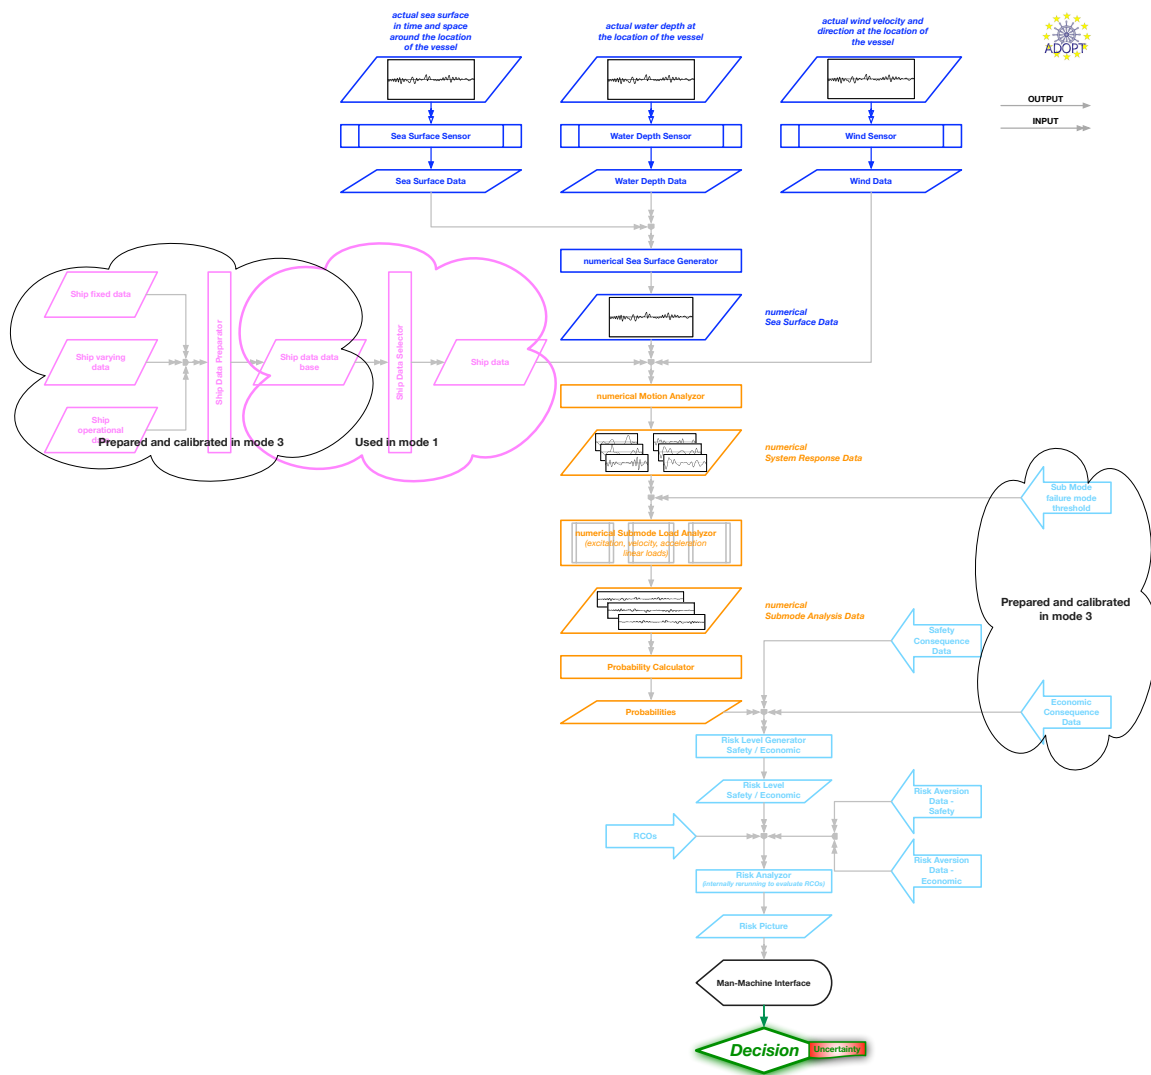 actual sea surface
in time and space
around the location
of the vessel
actual water depth at
the location of the vessel
actual wind velocity and
direction at the location of
the vessel
ADOPT
OUTPUT
INPUT
Sea Surface Sensor
Water Depth Sensor
Wind Sensor
Sea Surface Data
Water Depth Data
Wind Data
numerical Sea Surface Generator
numerical
Sea Surface Data
Ship fixed data
Ship varying
data
Ship
operational
Ship Data Preparator
Ship data data
base
Ship Data Selector
Ship data
Prepared and calibrated in mode 3
Used in mode 1
numerical Motion Analyzor
numerical
System Response Data
Sub Mode
failure mode
threshold
numerical Submode Load Analyzor
(excitation, velocity, acceleration
linear loads)
numerical
Submode Analysis Data
Prepared and calibrated
in mode 3
Safety
Consequence
Data
Probability Calculator
Probabilities
Economic
Consequence
Data
Risk Level Generator
Safety / Economic
Risk Level
Safety / Economic
Risk Aversion
Data -
Safety
RCOs
Risk Aversion
Data -
Economic
Risk Analyzor
(internally rerunning to evaluate RCOs)
Risk Picture
Man-Machine Interface
Decision
Uncertainty